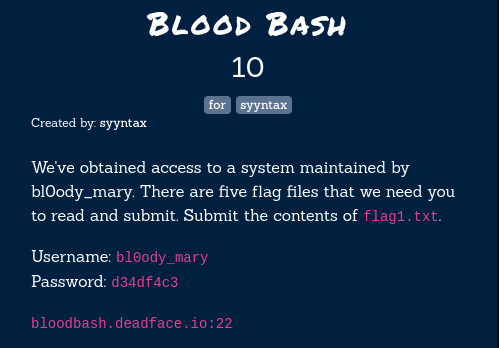 Blood Bash
10
for syyntax
Created by: syyntax
We've obtained access to a system maintained by
bl0ody_mary. There are five flag files that we need you
to read and submit. Submit the contents of flag1.txt.
Username: bl0ody_mary
Password: d34df4c3
bloodbash.deadface.io:22